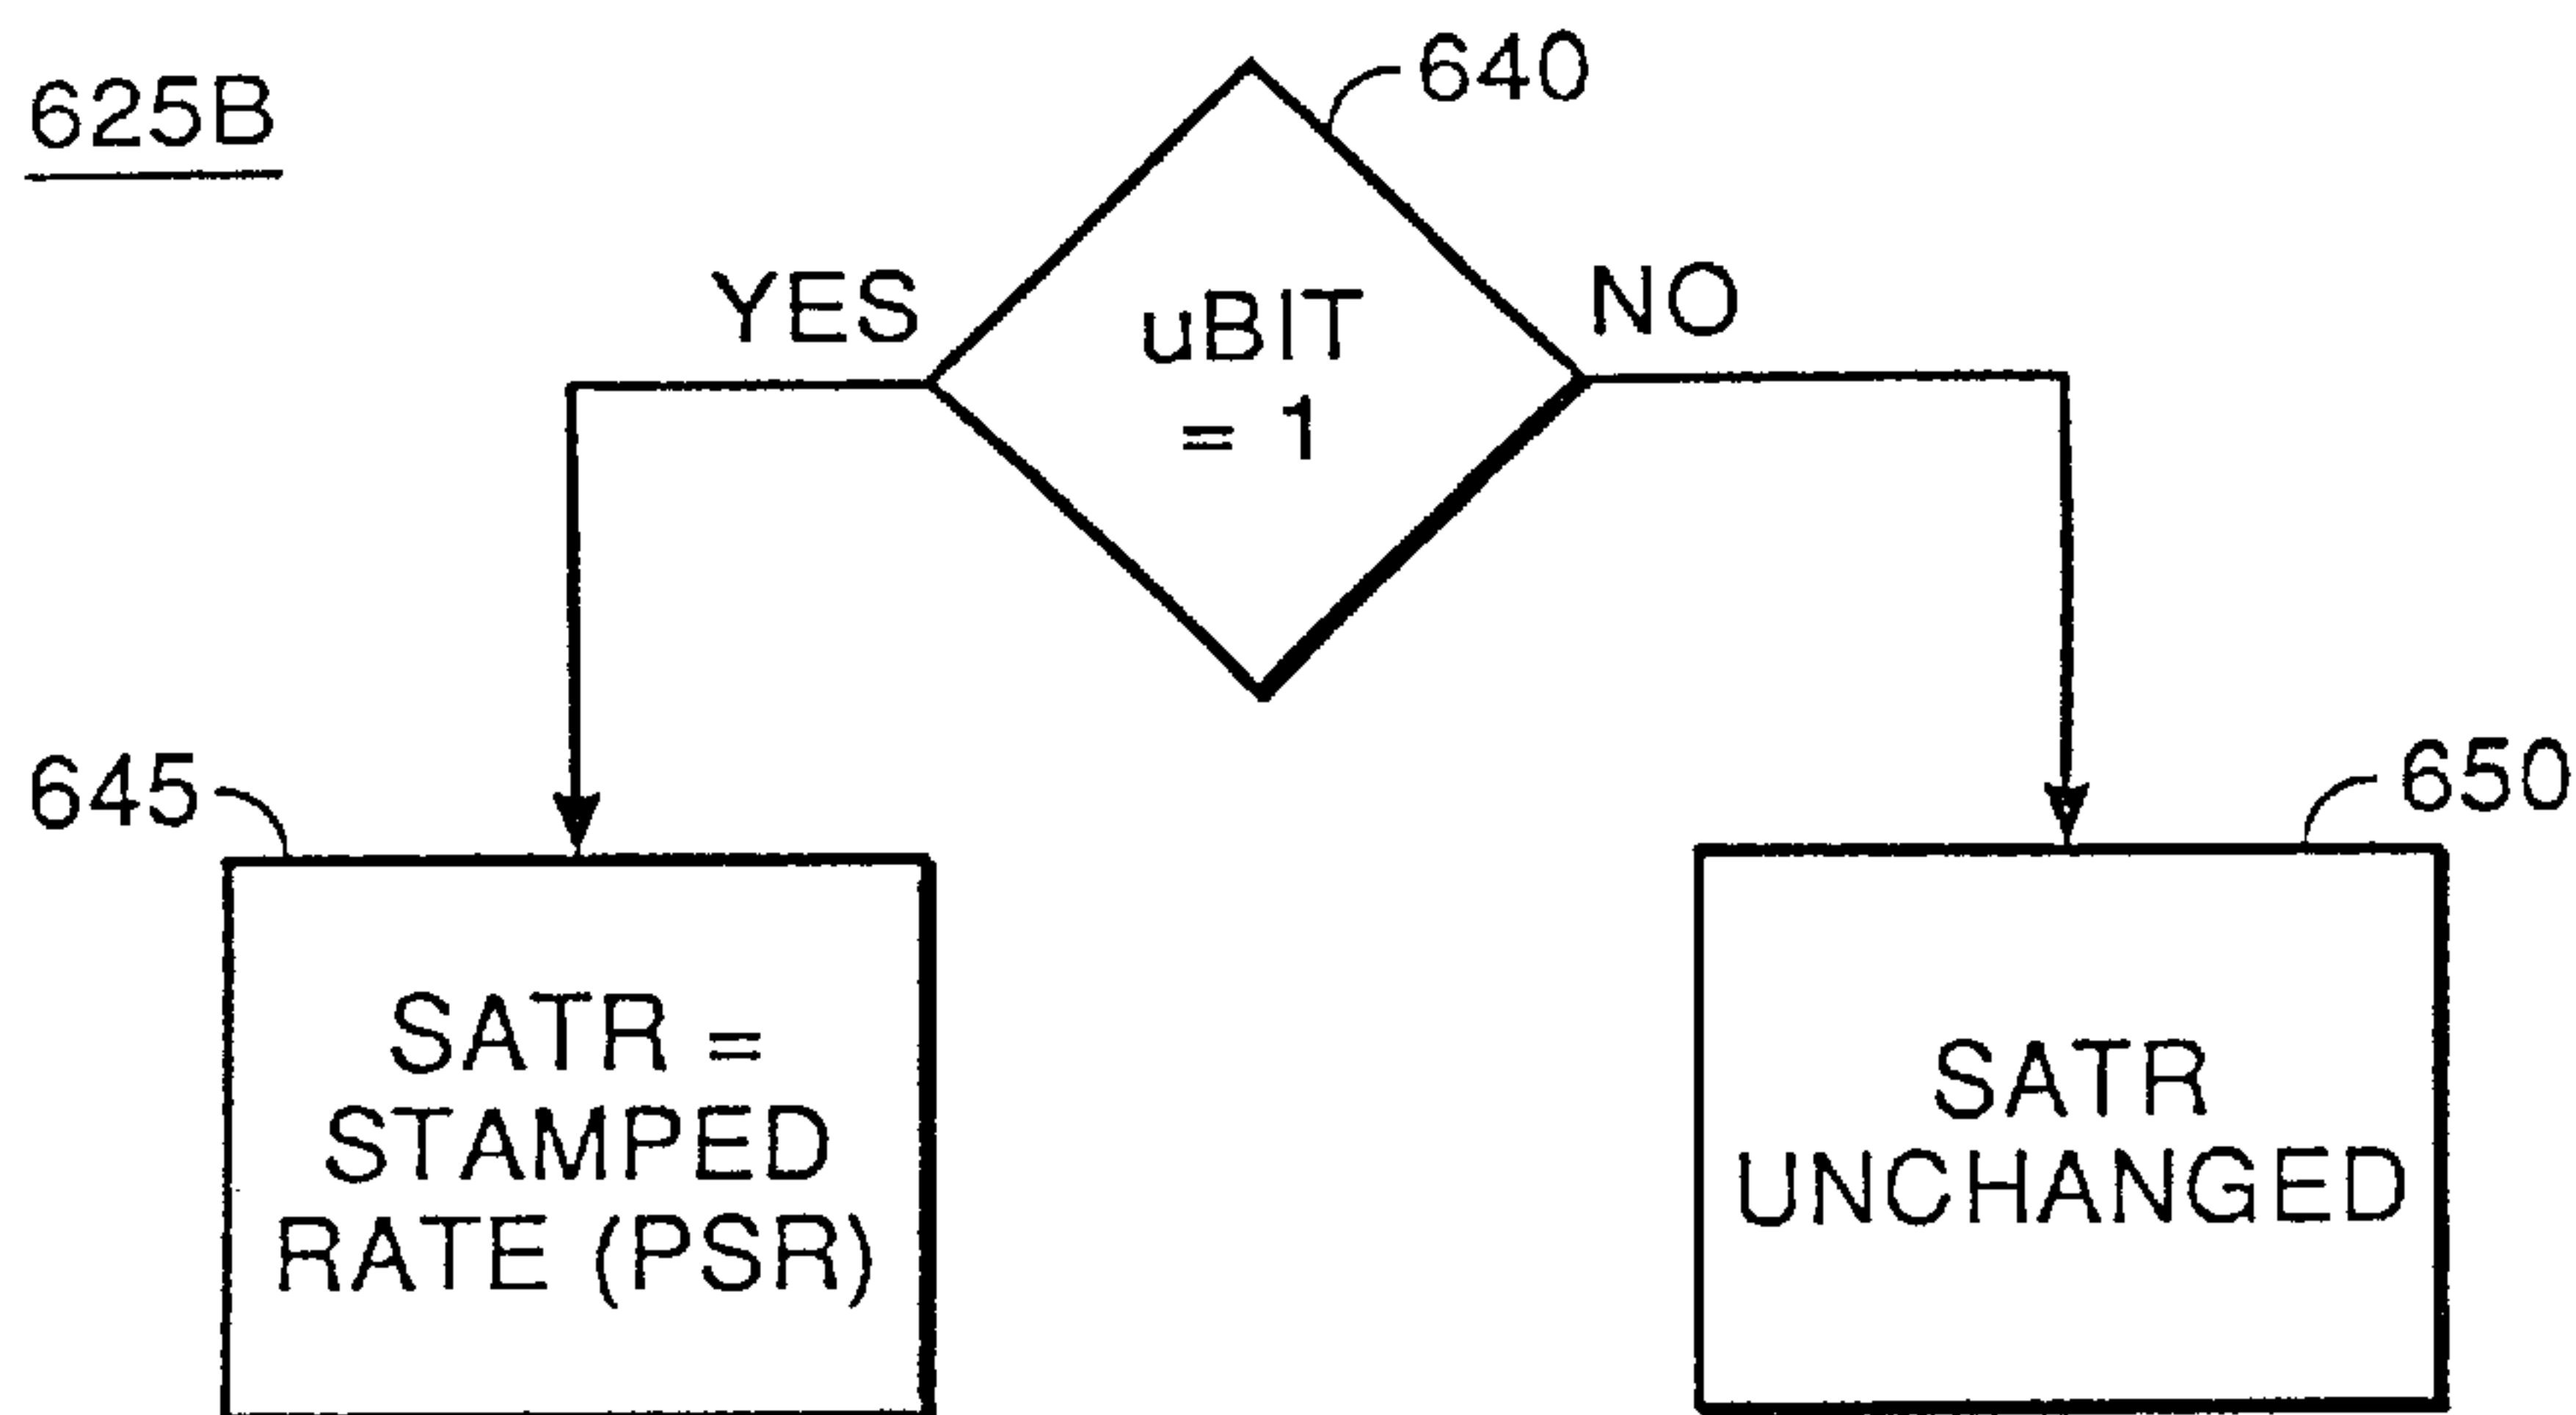 625B
640
YES
uBIT
= 1
NO
645
650
SATR =
STAMPED
RATE (PSR)
SATR
UNCHANGED